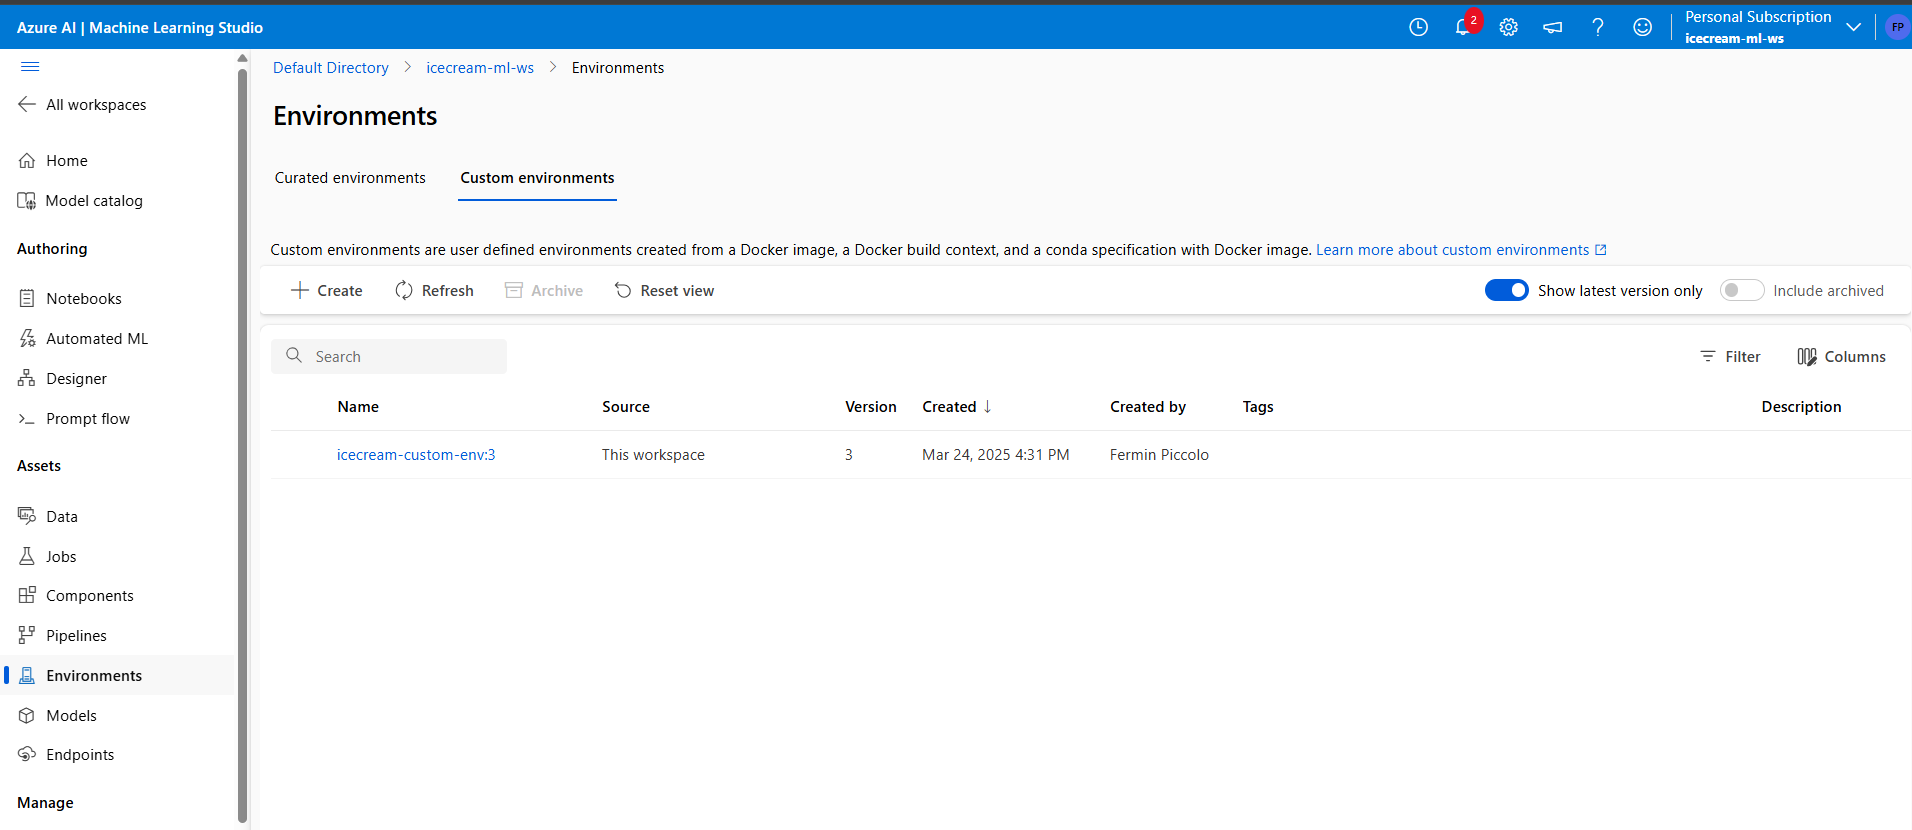 Azure AI | Machine Learning Studio
2
Personal Subscription
icecream-ml-ws
FP
All workspaces
Home
Model catalog
Authoring
Notebooks
Automated ML
Designer
Prompt flow
Assets
Data
Jobs
Components
Pipelines
Environments
Models
Endpoints
Manage
Default Directory > icecream-ml-ws > Environments
Environments
Curated environments Custom environments
Custom environments are user defined environments created from a Docker image, a Docker build context, and a conda specification with Docker image. Learn more about custom environments
Create Refresh Archive Reset view Show latest version only Include archived
Search Filter Columns
Name Source Version Created ↓ Created by Tags Description
icecream-custom-env:3 This workspace 3 Mar 24, 2025 4:31 PM Fermin Piccolo